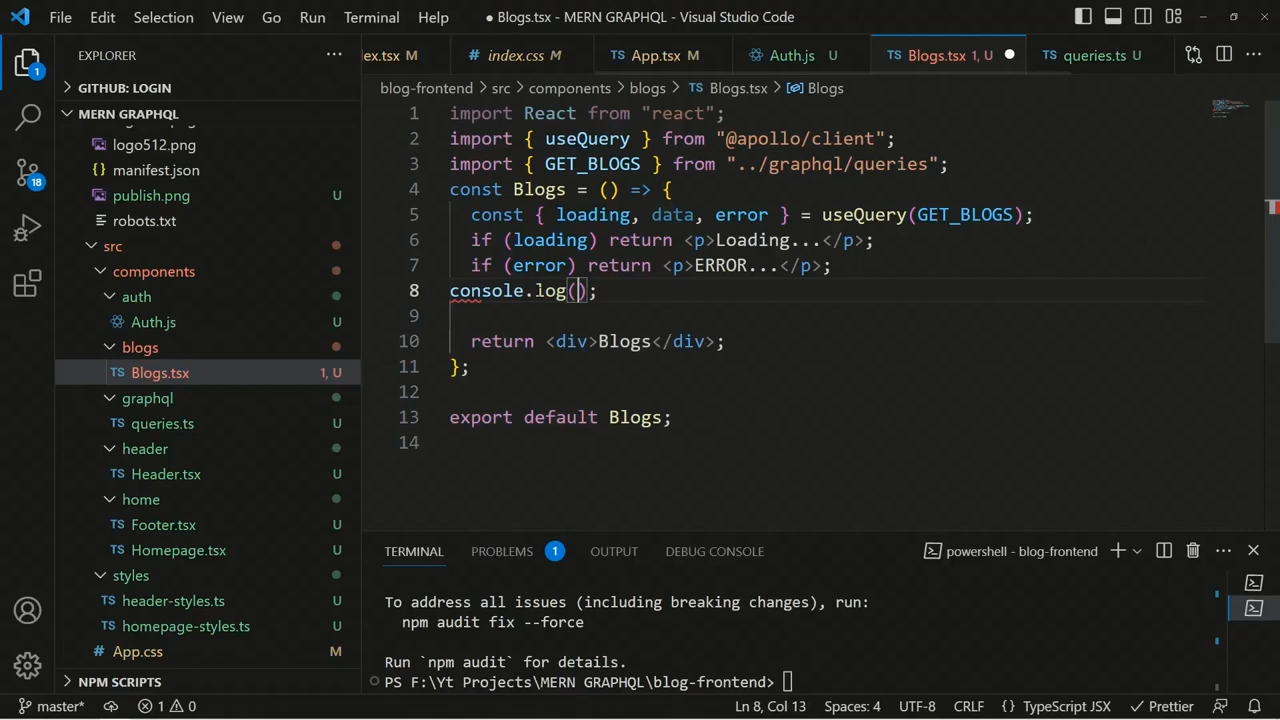 File Edit Selection View Go Run Terminal Help ● Blogs.tsx - MERN GRAPHQL - Visual Studio Code
EXPLORER
GITHUB: LOGIN
MERN GRAPHQL
logo512.png
manifest.json
publish.png U
robots.txt
src
components
auth
Auth.js U
blogs
Blogs.tsx 1, U
graphql
queries.ts U
header
Header.tsx U
home
Footer.tsx U
Homepage.tsx U
styles
header-styles.ts U
homepage-styles.ts U
App.css M
NPM SCRIPTS
1
18
ex.tsx M index.css M App.tsx M Auth.js U Blogs.tsx 1, U queries.ts U
blog-frontend > src > components > blogs > Blogs.tsx > Blogs
1 import React from "react";
2 import { useQuery } from "@apollo/client";
3 import { GET_BLOGS } from "../graphql/queries";
4 const Blogs = () => {
5 const { loading, data, error } = useQuery(GET_BLOGS);
6 if (loading) return <p>Loading...</p>;
7 if (error) return <p>ERROR...</p>;
8 console.log();
9
10 return <div>Blogs</div>;
11 };
12
13 export default Blogs;
14
TERMINAL PROBLEMS 1 OUTPUT DEBUG CONSOLE powershell - blog-frontend
To address all issues (including breaking changes), run:
npm audit fix --force
Run `npm audit` for details.
PS F:\Yt Projects\MERN GRAPHQL\blog-frontend>
master* 1 0 Ln 8, Col 13 Spaces: 4 UTF-8 CRLF TypeScript JSX Prettier